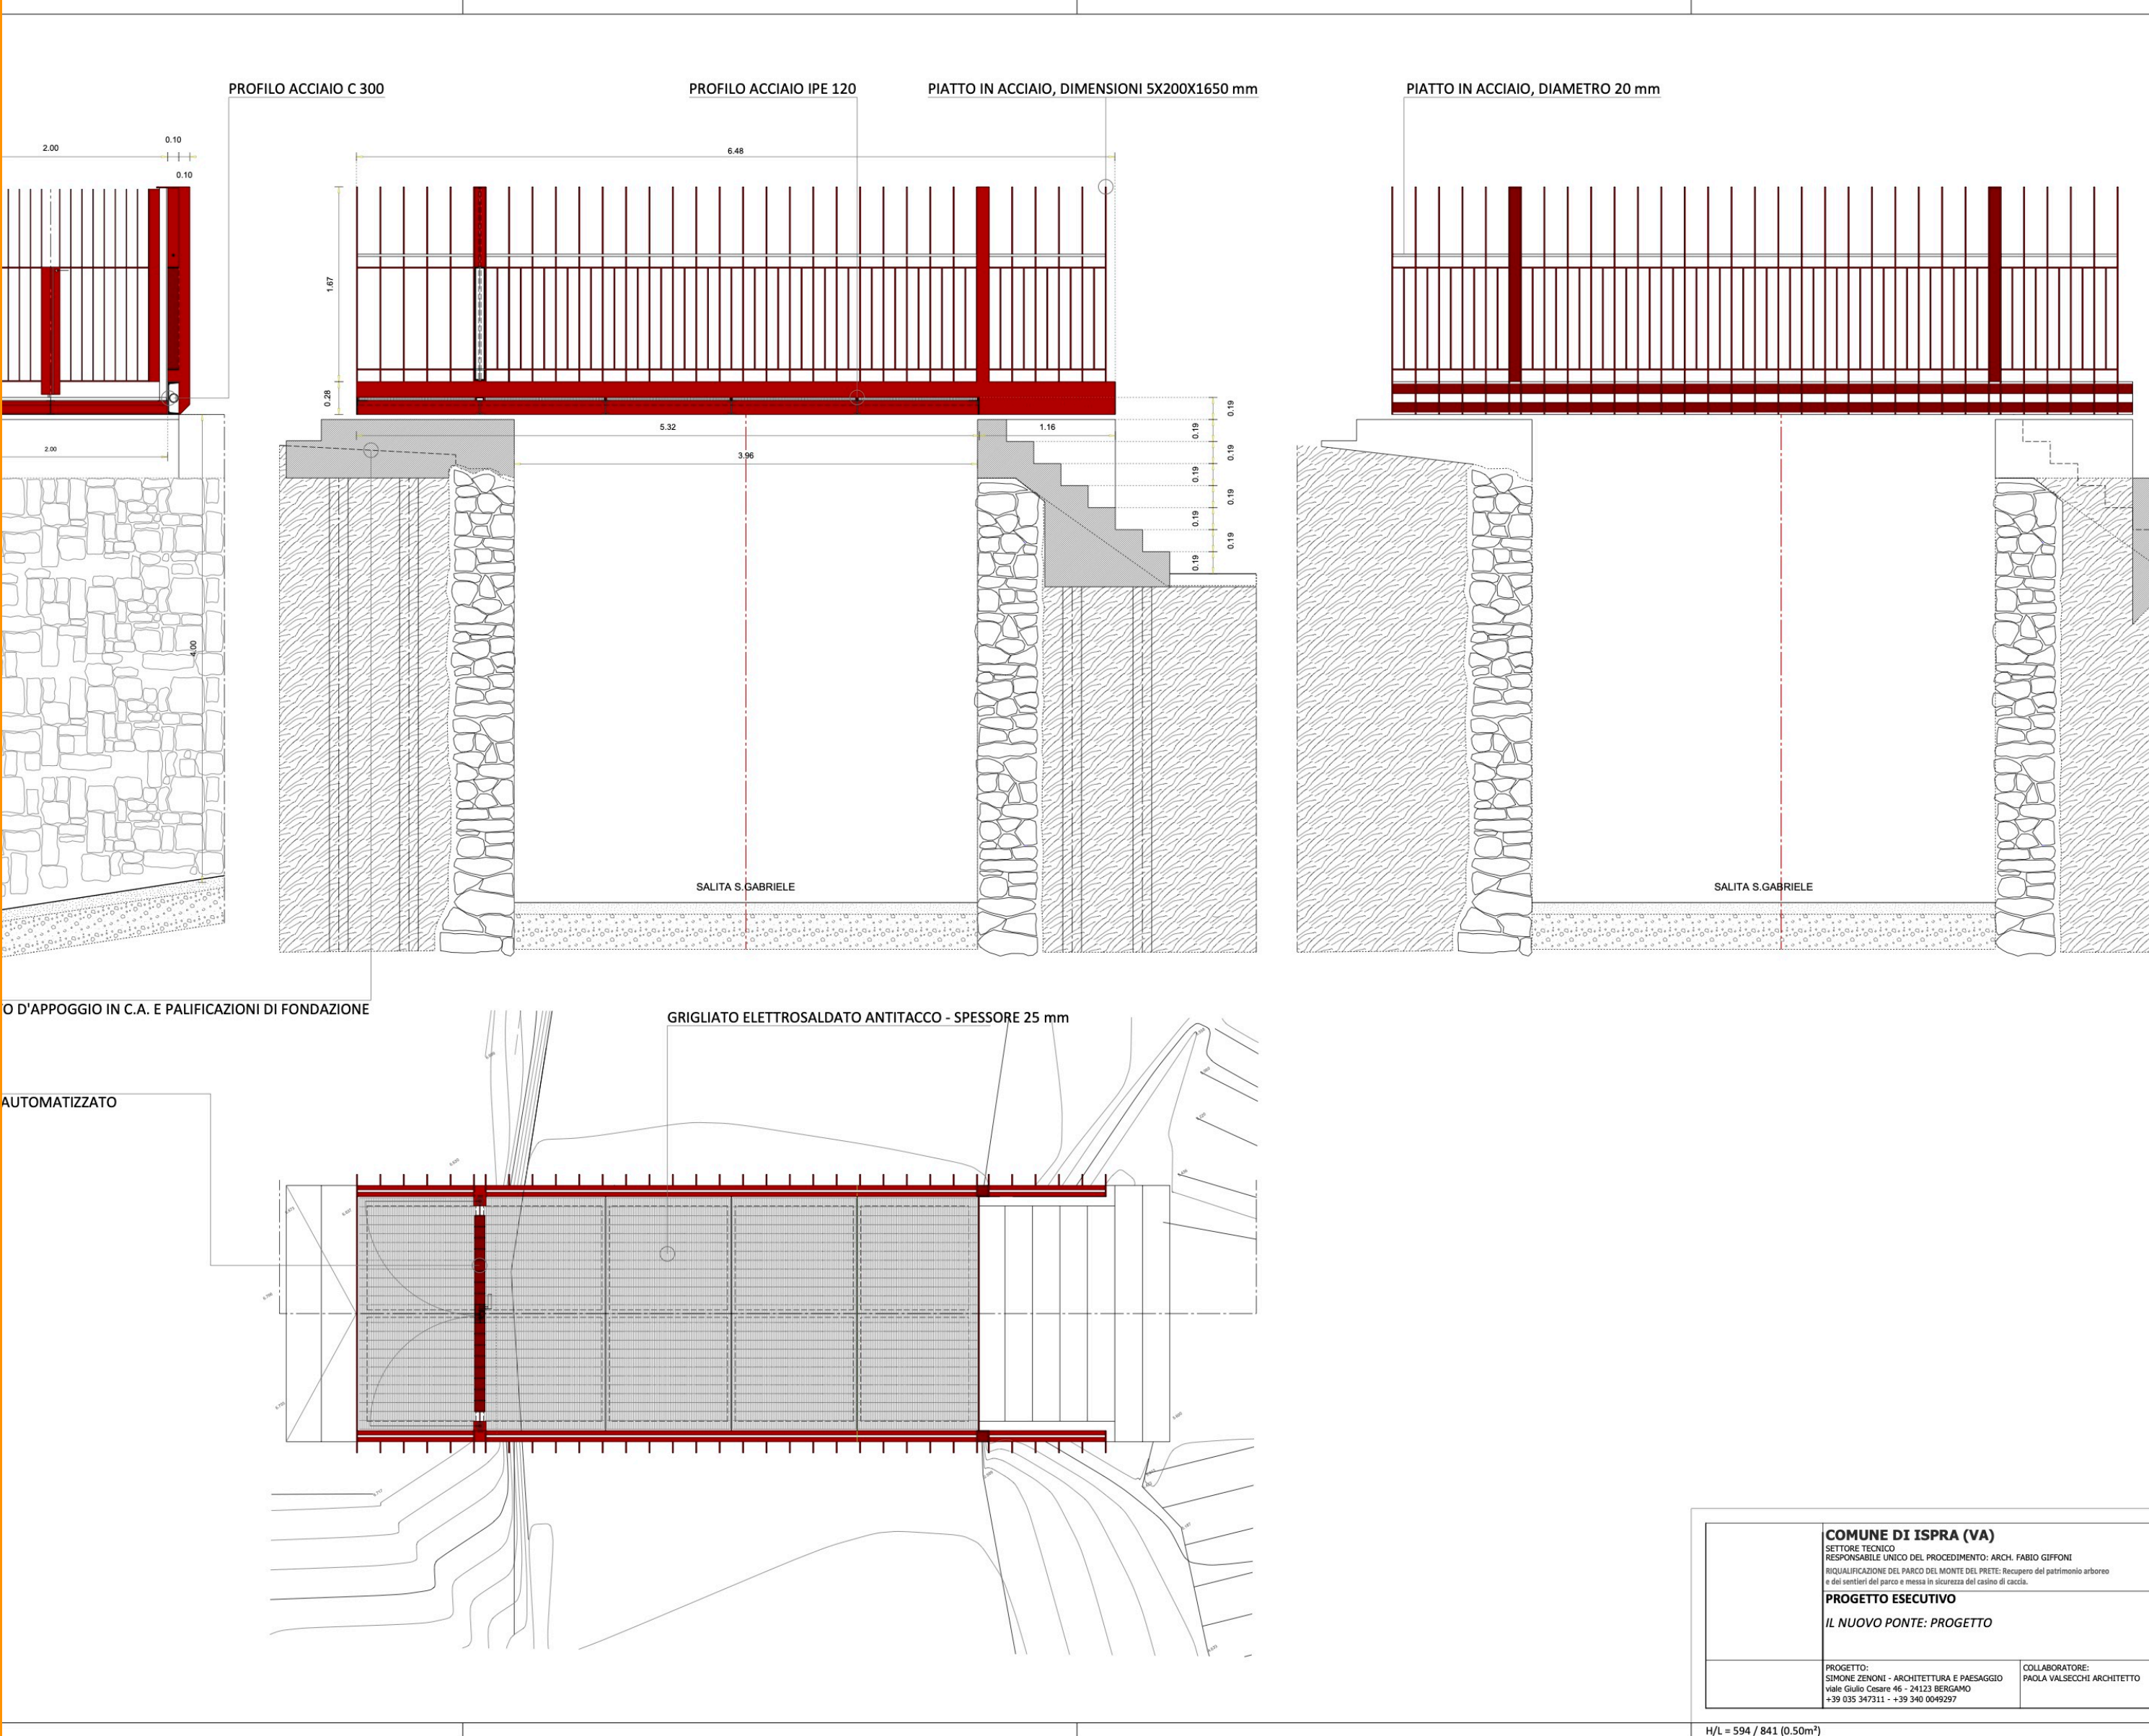 PROFILO ACCIAIO C 300
PROFILO ACCIAIO IPE 120
PIATTO IN ACCIAIO, DIMENSIONI 5X200X1650 mm
PIATTO IN ACCIAIO, DIAMETRO 20 mm
2.00
0.10
0.10
6.48
1.67
0.28
5.32
1.16
3.96
0.19
0.19
0.19
0.19
0.19
0.19
0.19
0.19
2.00
4.00
SALITA S.GABRIELE
SALITA S.GABRIELE
O D'APPOGGIO IN C.A. E PALIFICAZIONI DI FONDAZIONE
GRIGLIATO ELETTROSALDATO ANTITACCO - SPESSORE 25 mm
AUTOMATIZZATO
COMUNE DI ISPRA (VA)
SETTORE TECNICO
RESPONSABILE UNICO DEL PROCEDIMENTO: ARCH. FABIO GIFFONI
RIQUALIFICAZIONE DEL PARCO DEL MONTE DEL PRETE: Recupero del patrimonio arboreo
e dei sentieri del parco e messa in sicurezza del casino di caccia.
PROGETTO ESECUTIVO
IL NUOVO PONTE: PROGETTO
PROGETTO:
SIMONE ZENONI - ARCHITETTURA E PAESAGGIO
viale Giulio Cesare 46 - 24123 BERGAMO
+39 035 347311 - +39 340 0049297
COLLABORATORE:
PAOLA VALSECCHI ARCHITETTO
H/L = 594 / 841 (0.50m²)